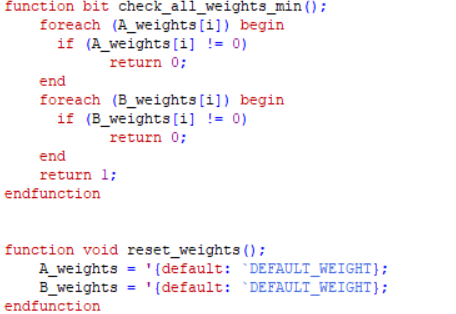 function bit check_all_weights_min();
    foreach (A_weights[i]) begin
      if (A_weights[i] != 0)
            return 0;
    end
    foreach (B_weights[i]) begin
      if (B_weights[i] != 0)
            return 0;
    end
    return 1;
endfunction
function void reset_weights();
    A_weights = '{default: `DEFAULT_WEIGHT};
    B_weights = '{default: `DEFAULT_WEIGHT};
endfunction